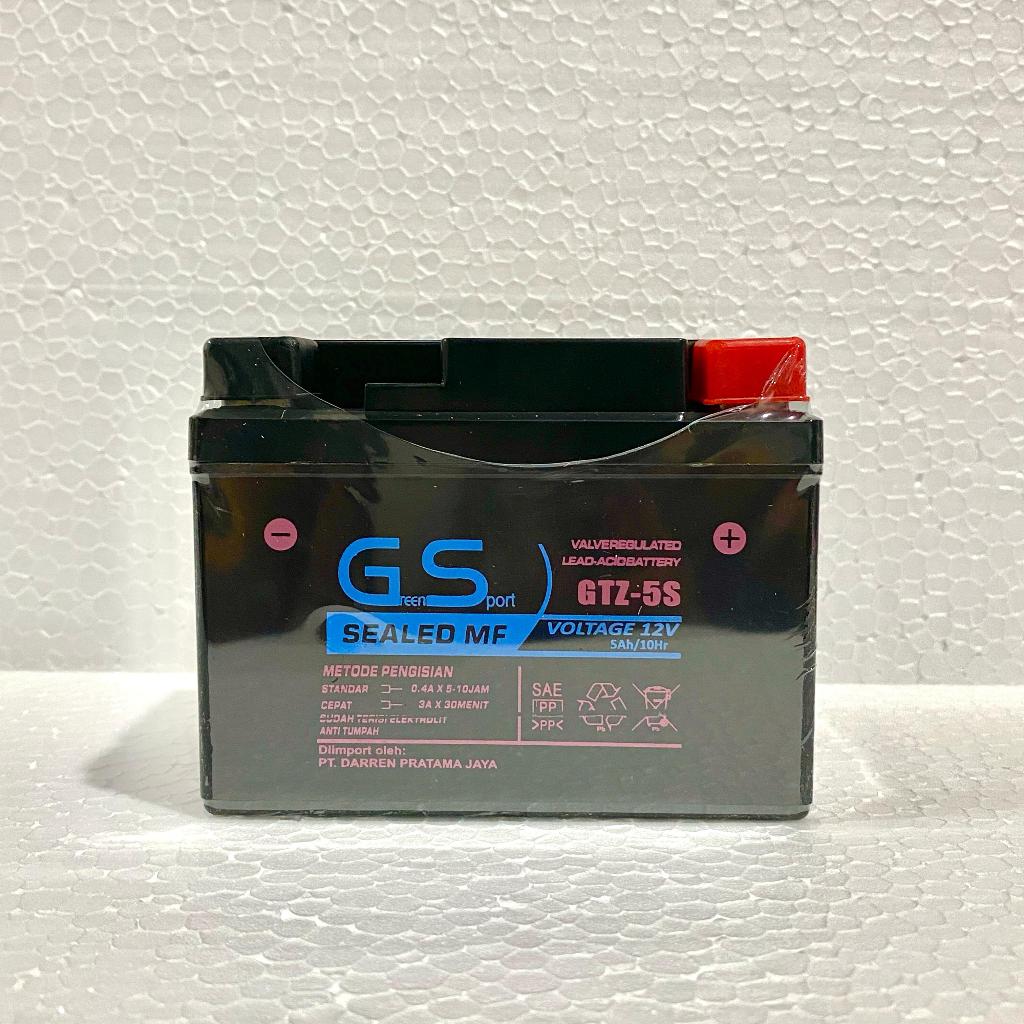 − +
GS
Green Sport
VALVEREGULATED
LEAD-ACIDBATTERY
GTZ-5S
SEALED MF
VOLTAGE 12V
5Ah/10Hr
METODE PENGISIAN
STANDAR 0.4A X 5-10JAM
CEPAT 3A X 30MENIT
SUDAH TERISI ELEKTROLIT
ANTI TUMPAH
SAE
PP
>PP<
Pb Pb
DIimport oleh:
PT. DARREN PRATAMA JAYA